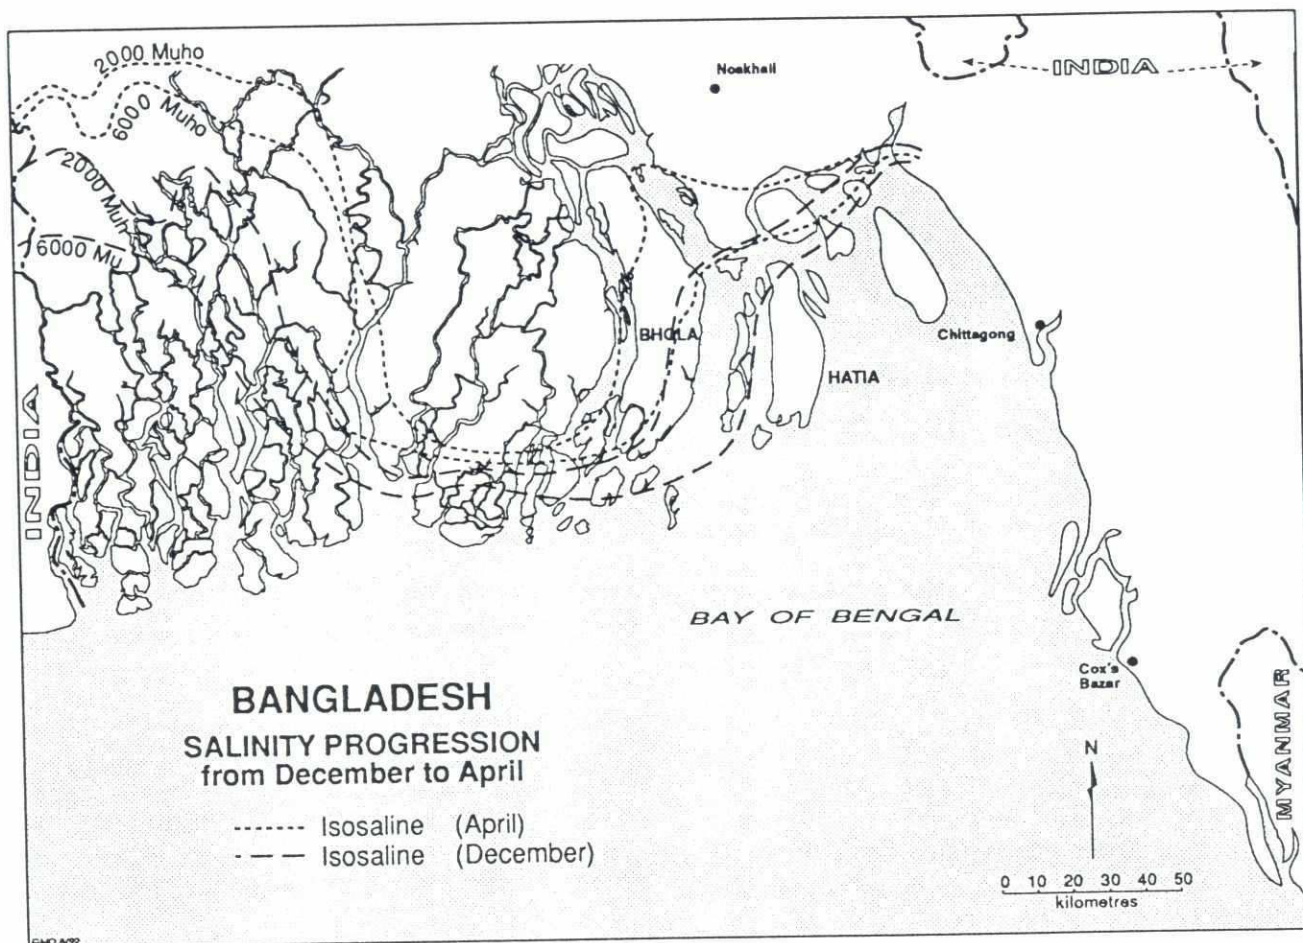 2000 Muho
6000 Muho
2000 Muh
6000 Mu
Noakhali
INDIA
BHOLA
HATIA
Chittagong
INDIA
BAY OF BENGAL
Cox's
Bazar
MYANMAR
BANGLADESH
SALINITY PROGRESSION
from December to April
Isosaline (April)
Isosaline (December)
N
0 10 20 30 40 50
kilometres